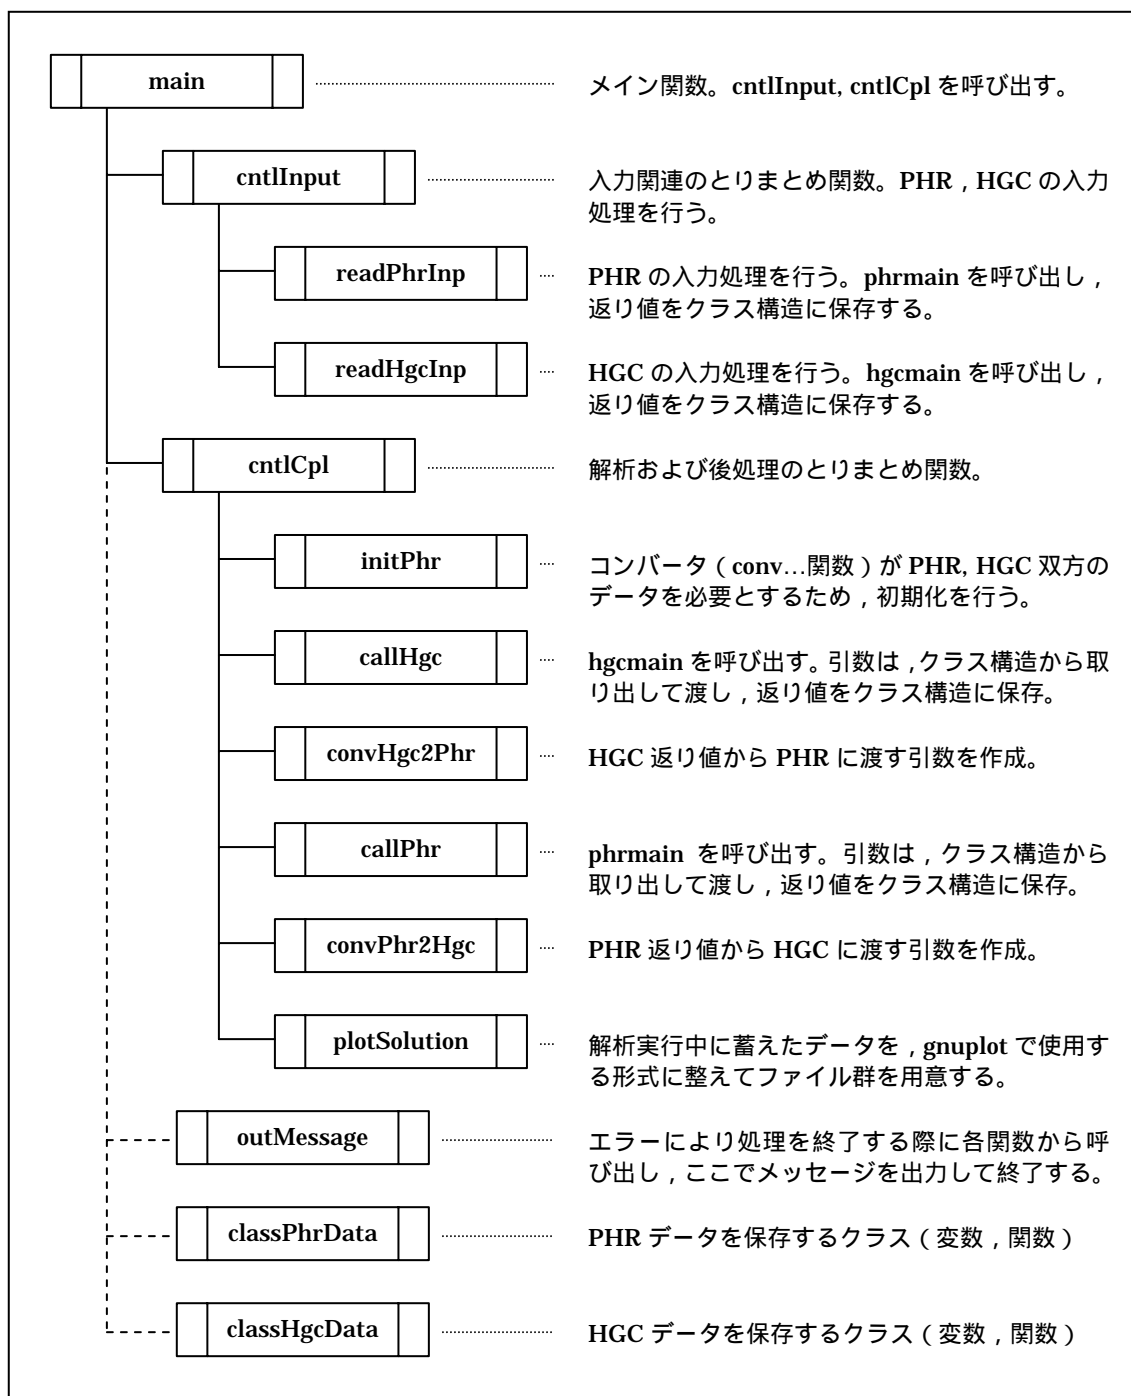 main
メイン関数。cntlInput, cntlCpl を呼び出す。
cntlInput
入力関連のとりまとめ関数。PHR , HGC の入力
処理を行う。
readPhrInp
PHR の入力処理を行う。phrmain を呼び出し ,
返り値をクラス構造に保存する。
readHgcInp
HGC の入力処理を行う。hgcmain を呼び出し ,
返り値をクラス構造に保存する。
cntlCpl
解析および後処理のとりまとめ関数。
initPhr
コンバータ ( conv…関数 ) が PHR, HGC 双方の
データを必要とするため , 初期化を行う。
callHgc
hgcmain を呼び出す。引数は , クラス構造から取
り出して渡し , 返り値をクラス構造に保存。
convHgc2Phr
HGC 返り値から PHR に渡す引数を作成。
callPhr
phrmain を呼び出す。引数は , クラス構造から
取り出して渡し , 返り値をクラス構造に保存。
convPhr2Hgc
PHR 返り値から HGC に渡す引数を作成。
plotSolution
解析実行中に蓄えたデータを , gnuplot で使用す
る形式に整えてファイル群を用意する。
outMessage
エラーにより処理を終了する際に各関数から呼
び出し , ここでメッセージを出力して終了する。
classPhrData
PHR データを保存するクラス ( 変数 , 関数 )
classHgcData
HGC データを保存するクラス ( 変数 , 関数 )